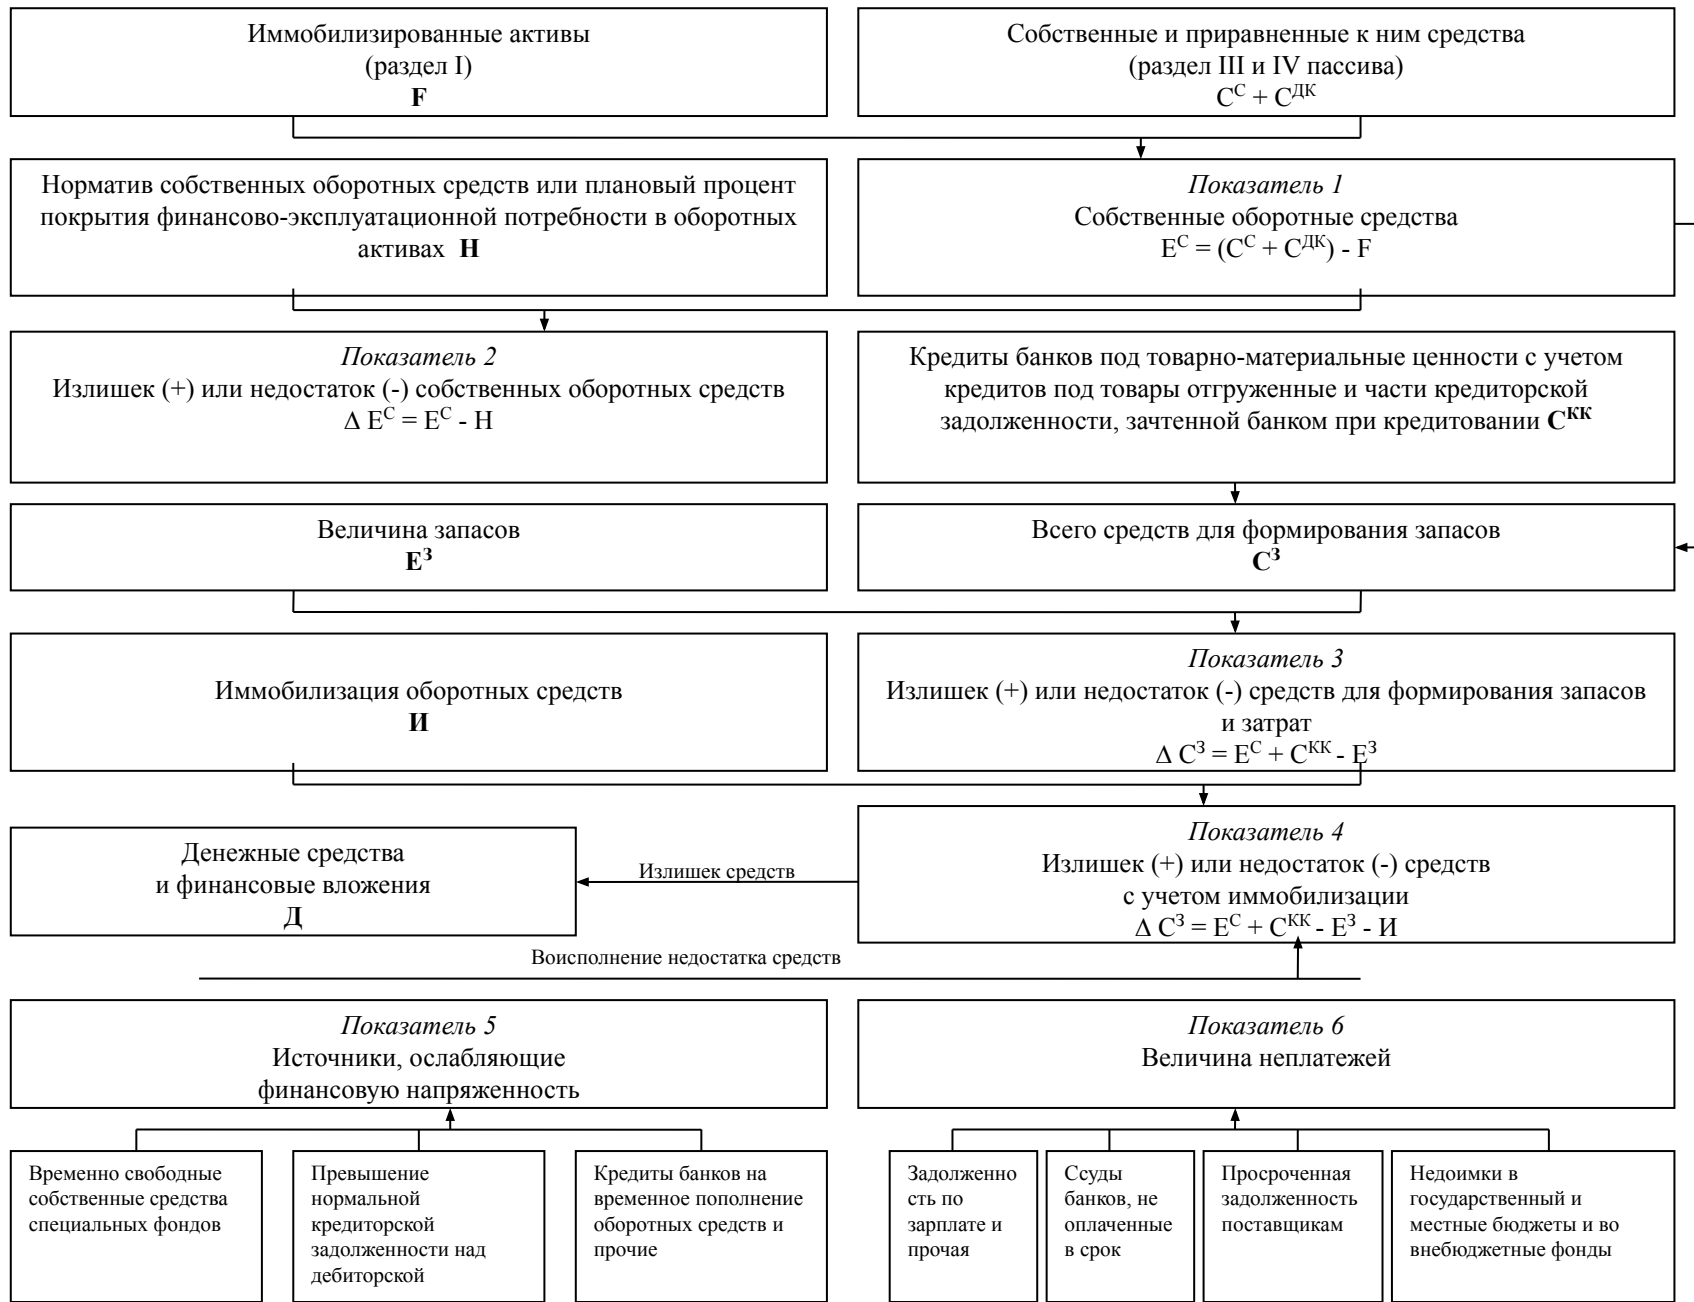 Иммобилизированные активы
(раздел I)
F
Собственные и приравненные к ним средства
(раздел III и IV пассива)
С^С + С^ДК
Норматив собственных оборотных средств или плановый процент
покрытия финансово-эксплуатационной потребности в оборотных
активах Н
Показатель 1
Собственные оборотные средства
Е^С = (С^С + С^ДК) - F
Показатель 2
Излишек (+) или недостаток (-) собственных оборотных средств
Δ Е^С = Е^С - Н
Кредиты банков под товарно-материальные ценности с учетом
кредитов под товары отгруженные и части кредиторской
задолженности, зачтенной банком при кредитовании С^КК
Величина запасов
Е^З
Всего средств для формирования запасов
С^З
Иммобилизация оборотных средств
И
Показатель 3
Излишек (+) или недостаток (-) средств для формирования запасов
и затрат
Δ С^З = Е^С + С^КК - Е^З
Денежные средства
и финансовые вложения
Д
Излишек средств
Показатель 4
Излишек (+) или недостаток (-) средств
с учетом иммобилизации
Δ С^З = Е^С + С^КК - Е^З - И
Воисполнение недостатка средств
Показатель 5
Источники, ослабляющие
финансовую напряженность
Показатель 6
Величина неплатежей
Временно свободные
собственные средства
специальных фондов
Превышение
нормальной
кредиторской
задолженности над
дебиторской
Кредиты банков на
временное пополнение
оборотных средств и
прочие
Задолженно
сть по
зарплате и
прочая
Ссуды
банков, не
оплаченные
в срок
Просроченная
задолженность
поставщикам
Недоимки в
государственный и
местные бюджеты и во
внебюджетные фонды